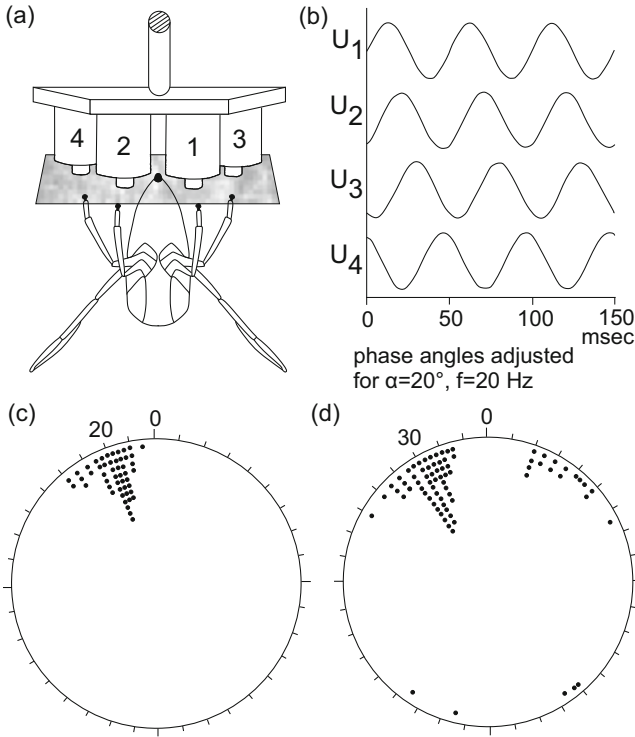 (a)
4
2
1
3
(b)
U1
U2
U3
U4
0
50
100
150
msec
phase angles adjusted
for α=20°, f=20 Hz
(c)
20
0
(d)
30
0